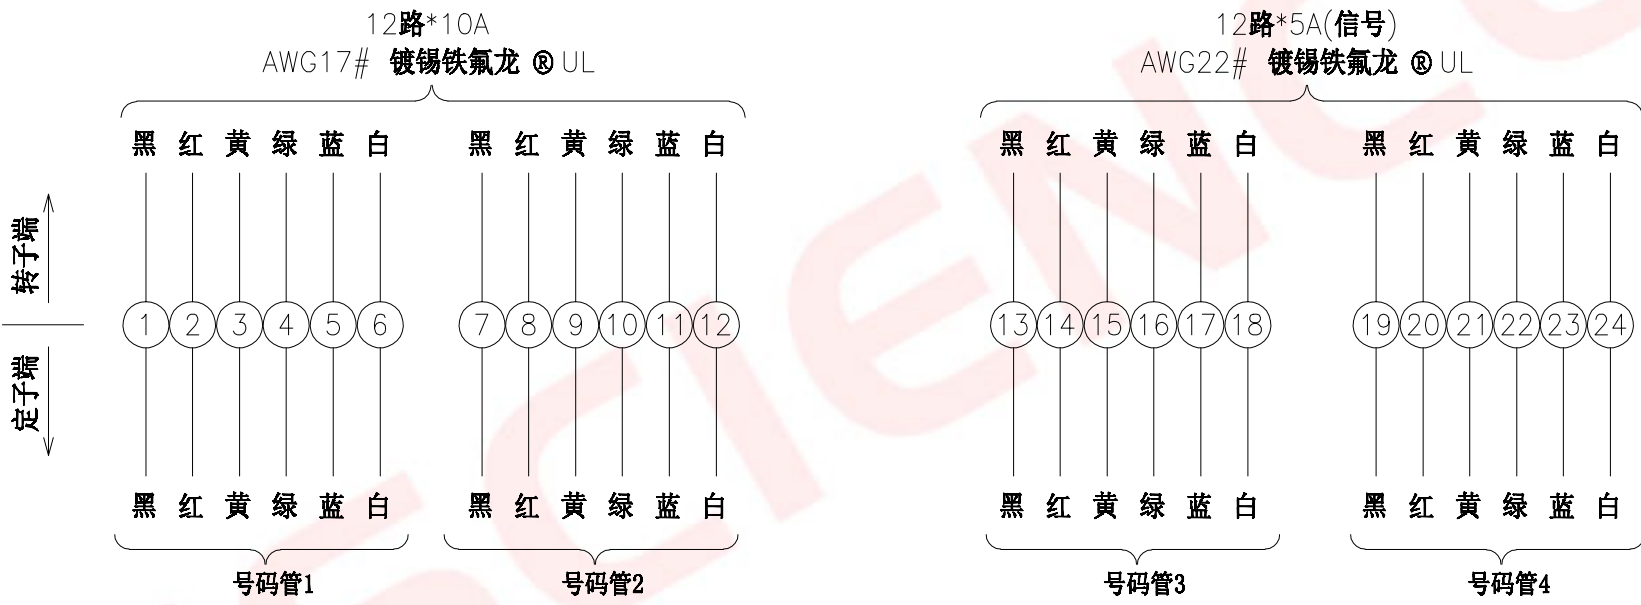 12路*10A
AWG17# 镀锡铁氟龙 ® UL
黑 红 黄 绿 蓝 白 黑 红 黄 绿 蓝 白
12路*5A(信号)
AWG22# 镀锡铁氟龙 ® UL
黑 红 黄 绿 蓝 白 黑 红 黄 绿 蓝 白
转子端
定子端
1 2 3 4 5 6 7 8 9 10 11 12
13 14 15 16 17 18 19 20 21 22 23 24
黑 红 黄 绿 蓝 白 黑 红 黄 绿 蓝 白
黑 红 黄 绿 蓝 白 黑 红 黄 绿 蓝 白
号码管1
号码管2
号码管3
号码管4